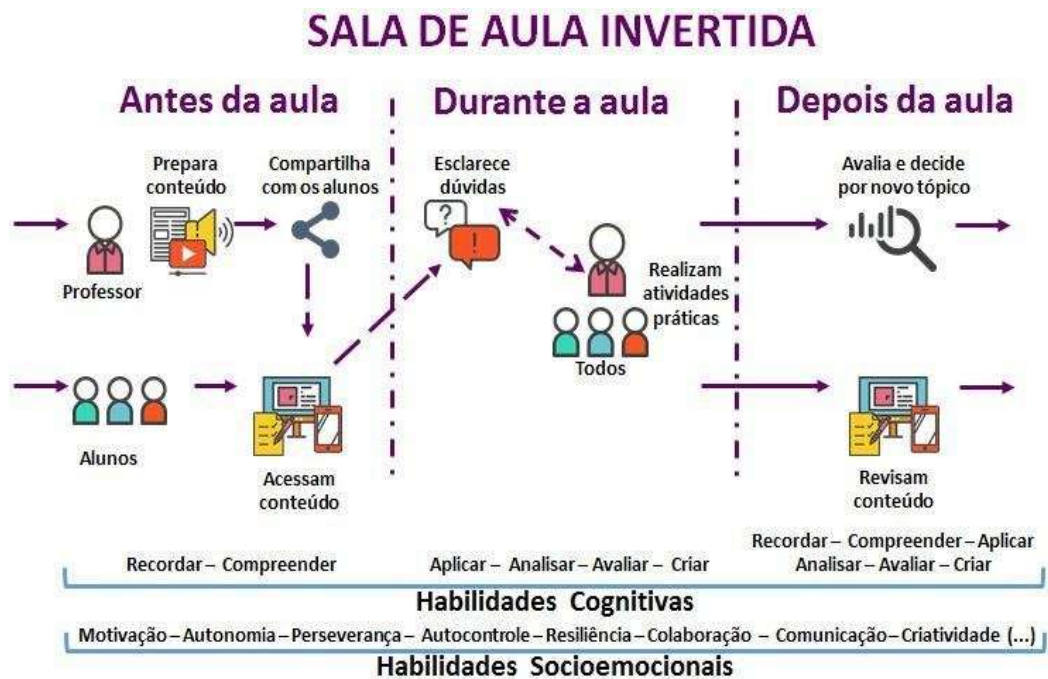 SALA DE AULA INVERTIDA
Antes da aula
Durante a aula
Depois da aula
Prepara
conteúdo
Compartilha
com os alunos
Professor
Alunos
Acessam
conteúdo
Esclarece
dúvidas
?
!
Realizam
atividades
práticas
Todos
Avalia e decide
por novo tópico
Revisam
conteúdo
Recordar – Compreender
Aplicar – Analisar – Avaliar – Criar
Recordar – Compreender – Aplicar
Analisar – Avaliar – Criar
Habilidades Cognitivas
Motivação – Autonomia – Perseverança – Autocontrole – Resiliência – Colaboração – Comunicação – Criatividade (...)
Habilidades Socioemocionais